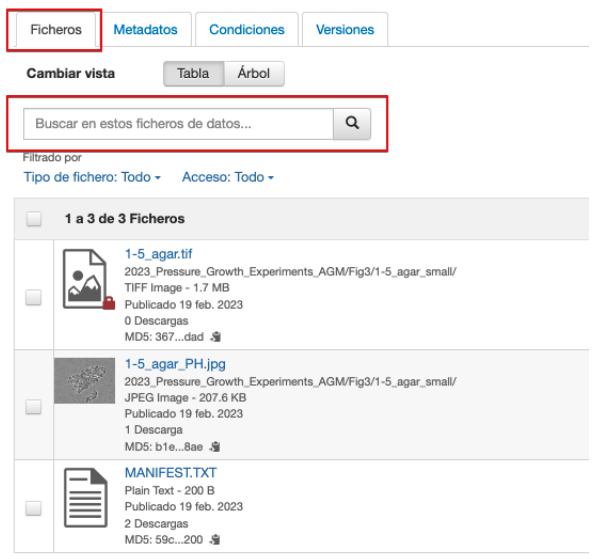 Ficheros Metadatos Condiciones Versiones
Cambiar vista Tabla Árbol
Buscar en estos ficheros de datos...
Filtrado por
Tipo de fichero: Todo Acceso: Todo
1 a 3 de 3 Ficheros
1-5_agar.tif
2023_Pressure_Growth_Experiments_AGM/Fig3/1-5_agar_small/
TIFF Image - 1.7 MB
Publicado 19 feb. 2023
0 Descargas
MD5: 367...dad
1-5_agar_PH.jpg
2023_Pressure_Growth_Experiments_AGM/Fig3/1-5_agar_small/
JPEG Image - 207.6 KB
Publicado 19 feb. 2023
1 Descarga
MD5: b1e...8ae
MANIFEST.TXT
Plain Text - 200 B
Publicado 19 feb. 2023
2 Descargas
MD5: 59c...200